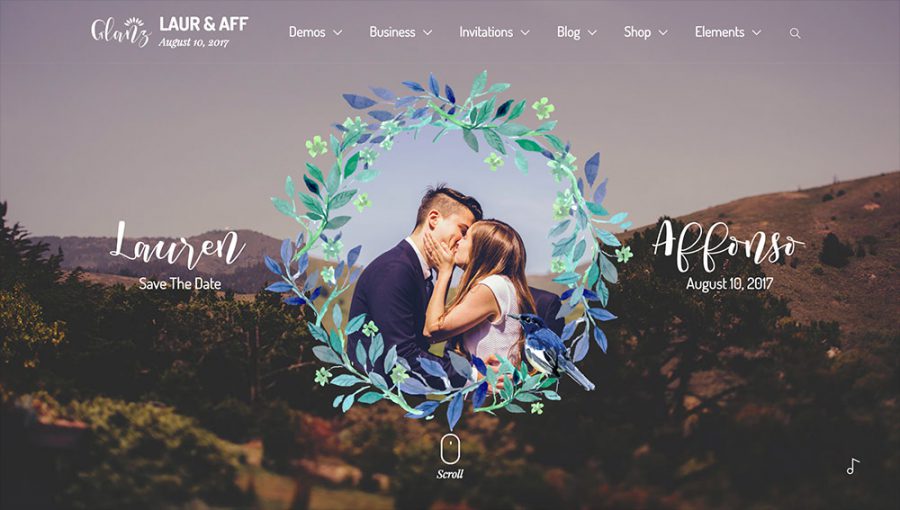 Glanz
LAUR & AFF
August 10, 2017
Demos
Business
Invitations
Blog
Shop
Elements
Lauren
Save The Date
Affonso
August 10, 2017
Scroll